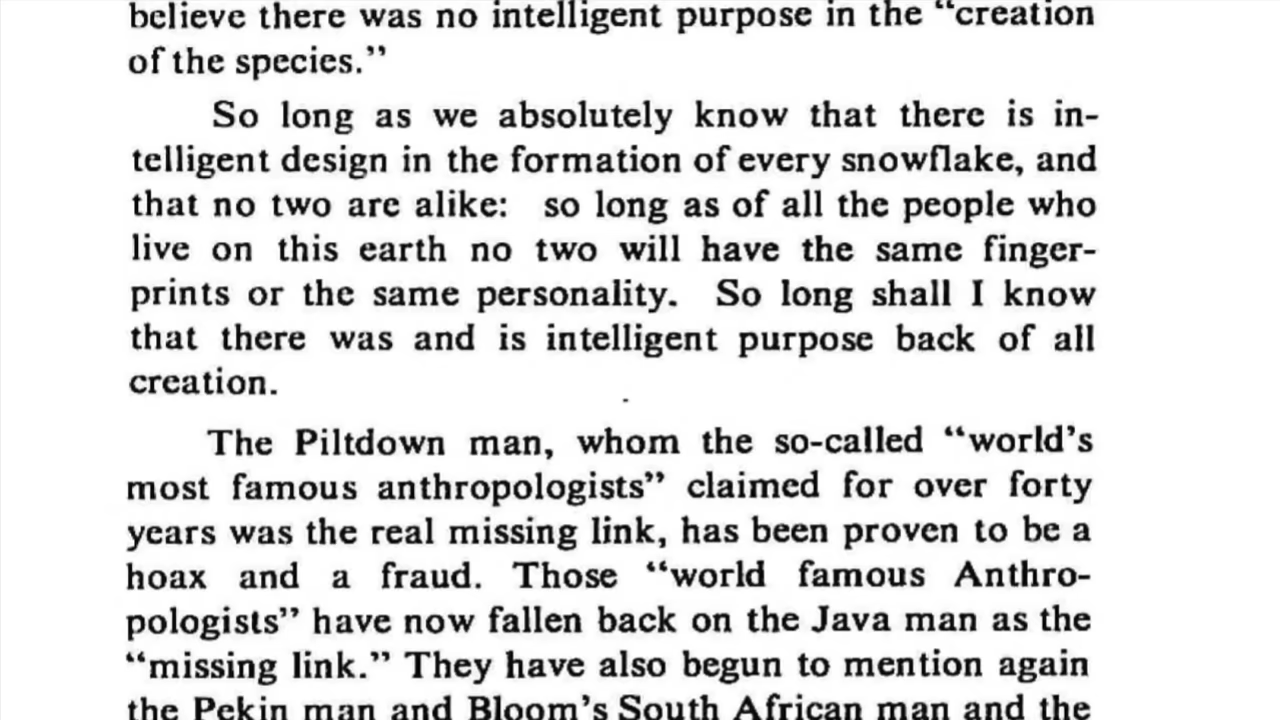 believe there was no intelligent purpose in the “creation
of the species.”
So long as we absolutely know that there is in-
telligent design in the formation of every snowflake, and
that no two are alike: so long as of all the people who
live on this earth no two will have the same finger-
prints or the same personality. So long shall I know
that there was and is intelligent purpose back of all
creation.
The Piltdown man, whom the so-called “world’s
most famous anthropologists” claimed for over forty
years was the real missing link, has been proven to be a
hoax and a fraud. Those “world famous Anthro-
pologists” have now fallen back on the Java man as the
“missing link.” They have also begun to mention again
the Pekin man and Bloom’s South African man and the